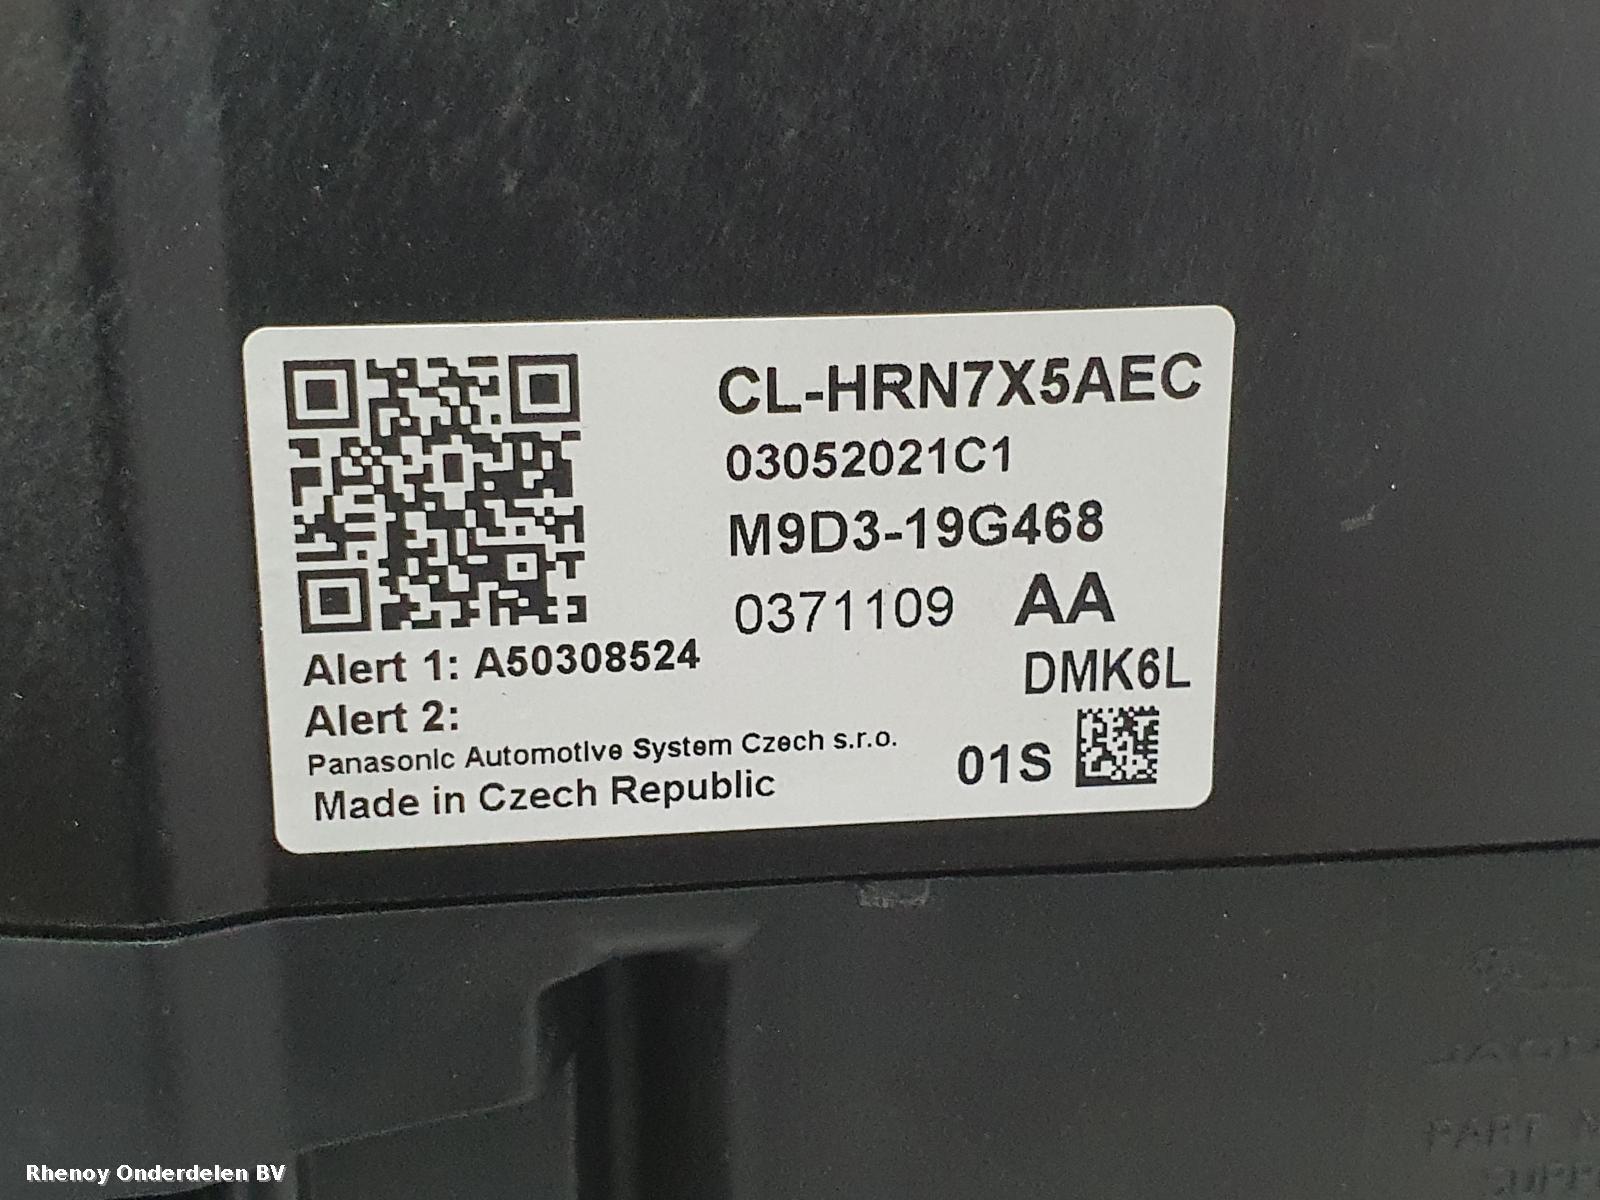 CL-HRN7X5AEC
03052021C1
M9D3-19G468
0371109 AA
DMK6L
Alert 1: A50308524
Alert 2:
Panasonic Automotive System Czech s.r.o.
Made in Czech Republic
01S
Rhenoy Onderdelen BV